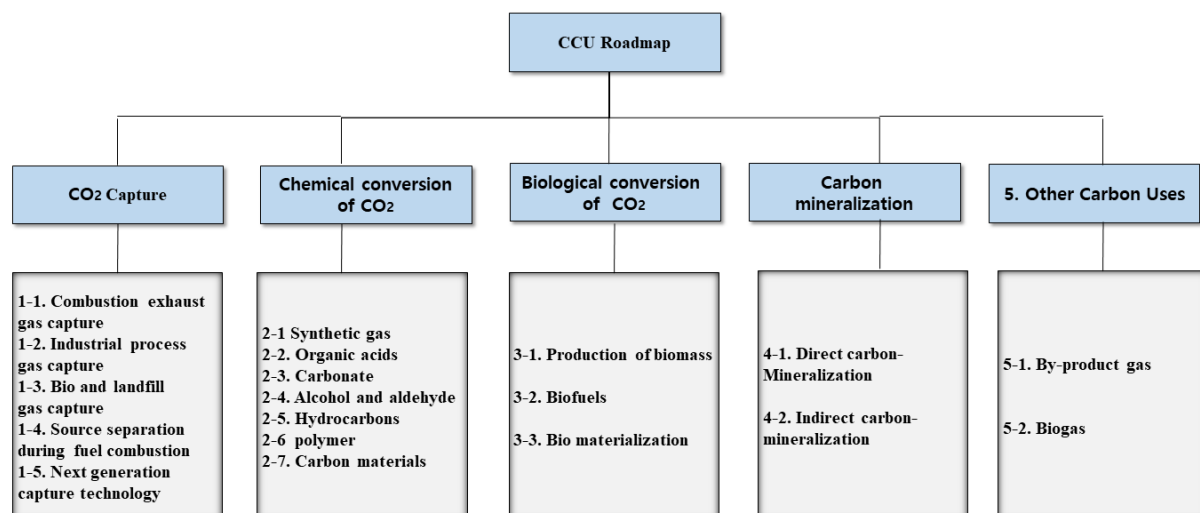 CCU Roadmap
CO2 Capture
Chemical conversion
of CO2
Biological conversion
of CO2
Carbon
mineralization
5. Other Carbon Uses
1-1. Combustion exhaust
gas capture
1-2. Industrial process
gas capture
1-3. Bio and landfill
gas capture
1-4. Source separation
during fuel combustion
1-5. Next generation
capture technology
2-1 Synthetic gas
2-2. Organic acids
2-3. Carbonate
2-4. Alcohol and aldehyde
2-5. Hydrocarbons
2-6 polymer
2-7. Carbon materials
3-1. Production of biomass
3-2. Biofuels
3-3. Bio materialization
4-1. Direct carbon-
Mineralization
4-2. Indirect carbon-
mineralization
5-1. By-product gas
5-2. Biogas